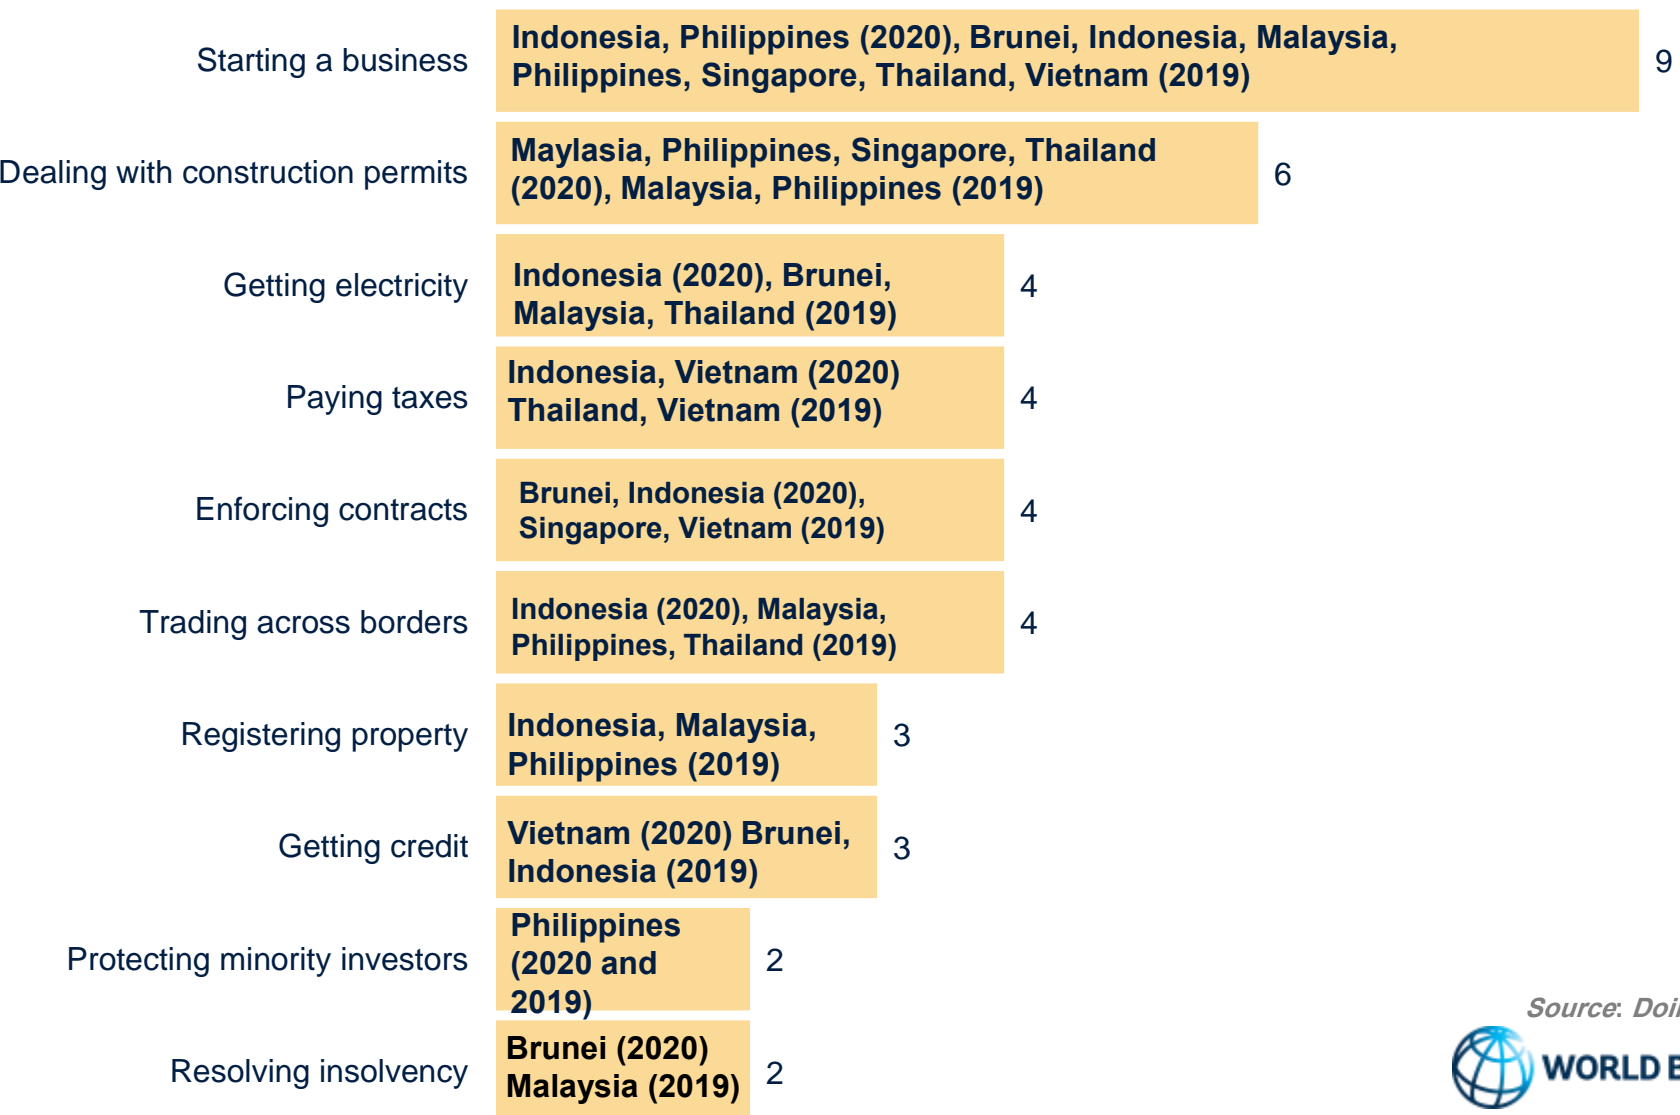 Starting a business
Indonesia, Philippines (2020), Brunei, Indonesia, Malaysia,
Philippines, Singapore, Thailand, Vietnam (2019)
9
Dealing with construction permits
Maylasia, Philippines, Singapore, Thailand
(2020), Malaysia, Philippines (2019)
6
Getting electricity
Indonesia (2020), Brunei,
Malaysia, Thailand (2019)
4
Paying taxes
Indonesia, Vietnam (2020)
Thailand, Vietnam (2019)
4
Enforcing contracts
Brunei, Indonesia (2020),
Singapore, Vietnam (2019)
4
Trading across borders
Indonesia (2020), Malaysia,
Philippines, Thailand (2019)
4
Registering property
Indonesia, Malaysia,
Philippines (2019)
3
Getting credit
Vietnam (2020) Brunei,
Indonesia (2019)
3
Protecting minority investors
Philippines
(2020 and
2019)
2
Resolving insolvency
Brunei (2020)
Malaysia (2019)
2
Source:
WORLD